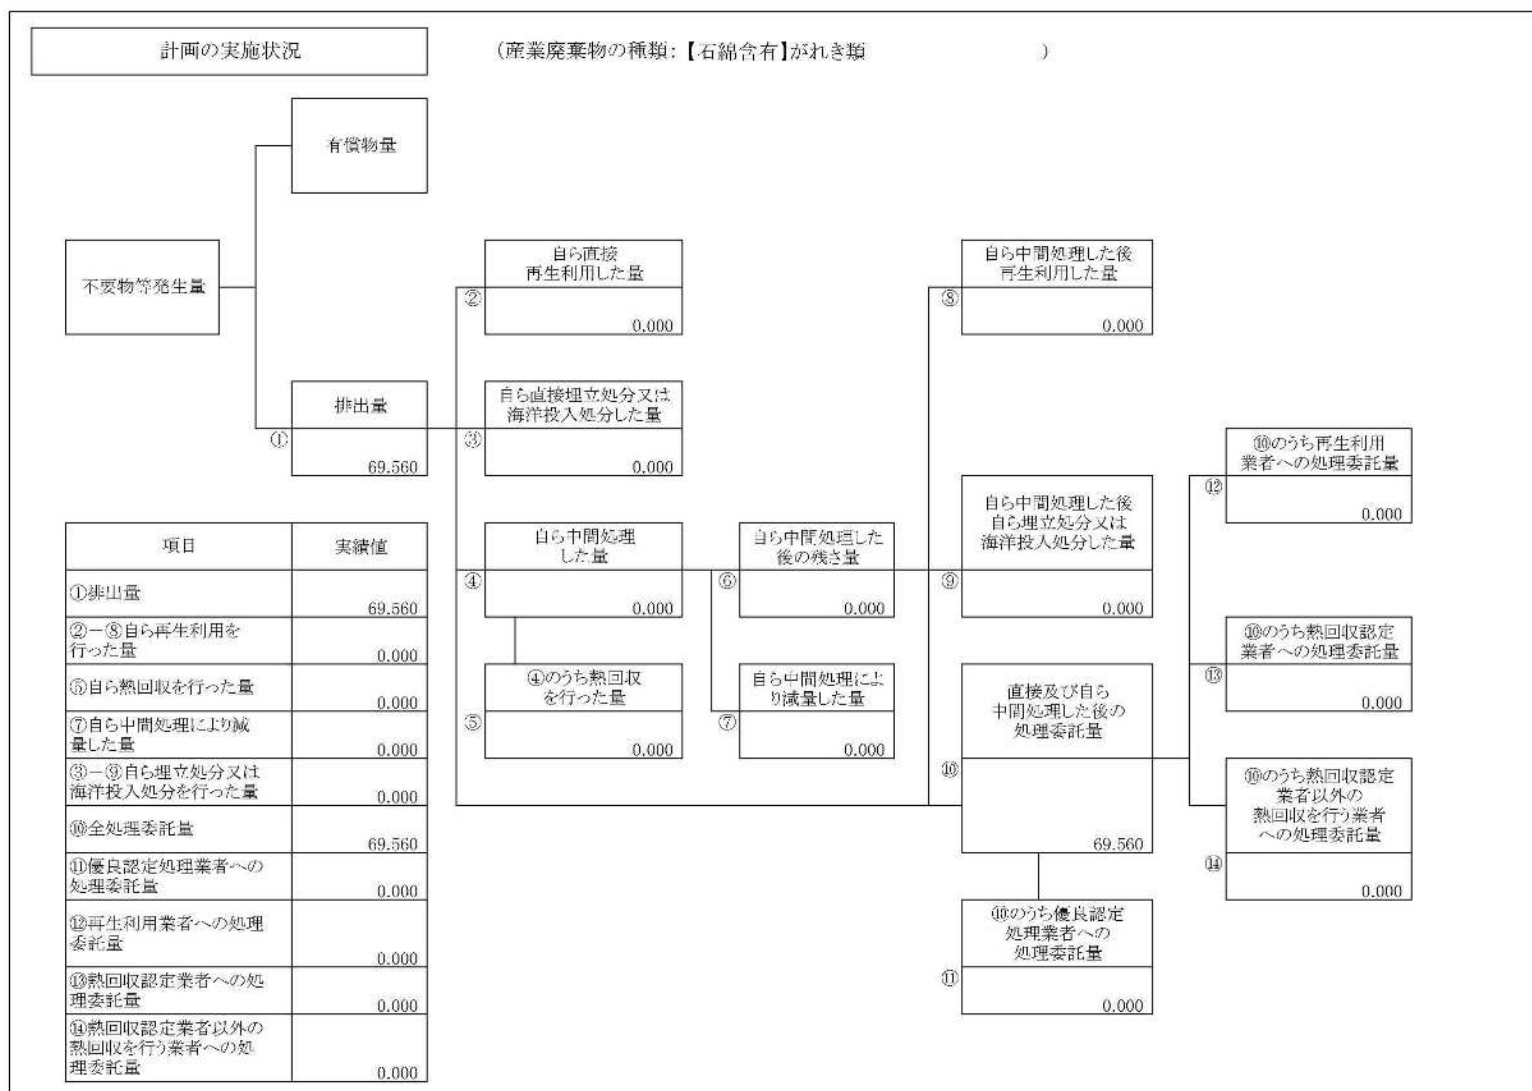 計画の実施状況
(産業廃棄物の種類:【石綿含有】がれき類 )
有償物量
不要物等発生量
排出量
①
69.560
自ら直接
再生利用した量
②
0.000
自ら直接埋立処分又は
海洋投入処分した量
③
0.000
自ら中間処理
した量
④
0.000
④のうち熱回収
を行った量
⑤
0.000
自ら中間処理した
後の残さ量
⑥
0.000
自ら中間処理によ
り減量した量
⑦
0.000
自ら中間処理した後
再生利用した量
⑧
0.000
自ら中間処理した後
自ら埋立処分又は
海洋投入処分した量
⑨
0.000
直接及び自ら
中間処理した後の
処理委託量
⑩
69.560
⑩のうち優良認定
処理業者への
処理委託量
⑪
0.000
⑩のうち再生利用
業者への処理委託量
⑫
0.000
⑩のうち熱回収認定
業者への処理委託量
⑬
0.000
⑩のうち熱回収認定
業者以外の
熱回収を行う業者
への処理委託量
⑭
0.000
項目 実績値
①排出量
69.560
②-⑧自ら再生利用を
行った量
0.000
⑤自ら熱回収を行った量
0.000
⑦自ら中間処理により減
量した量
0.000
③-⑨自ら埋立処分又は
海洋投入処分を行った量
0.000
⑩全処理委託量
69.560
⑪優良認定処理業者への
処理委託量
0.000
⑫再生利用業者への処理
委託量
0.000
⑬熱回収認定業者への処
理委託量
0.000
⑭熱回収認定業者以外の
熱回収を行う業者への処
理委託量
0.000